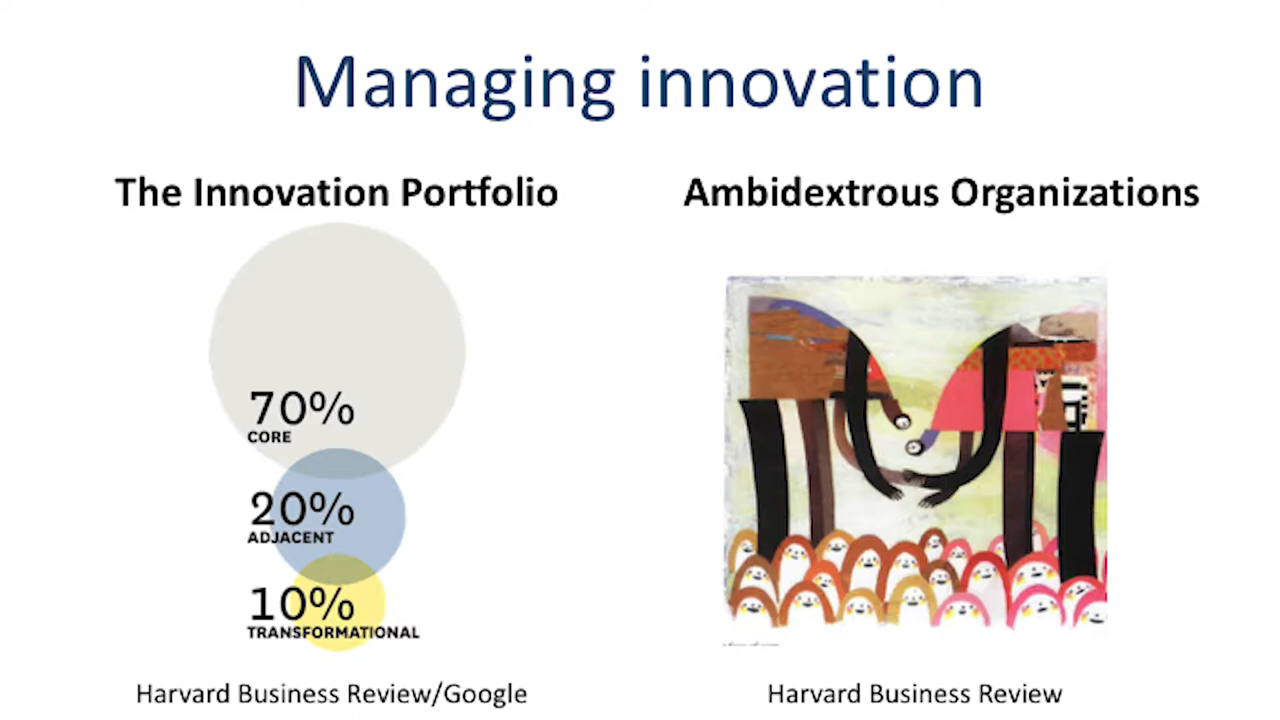 Managing innovation
The Innovation Portfolio
70%
CORE
20%
ADJACENT
10%
TRANSFORMATIONAL
Harvard Business Review/Google
Ambidextrous Organizations
Harvard Business Review